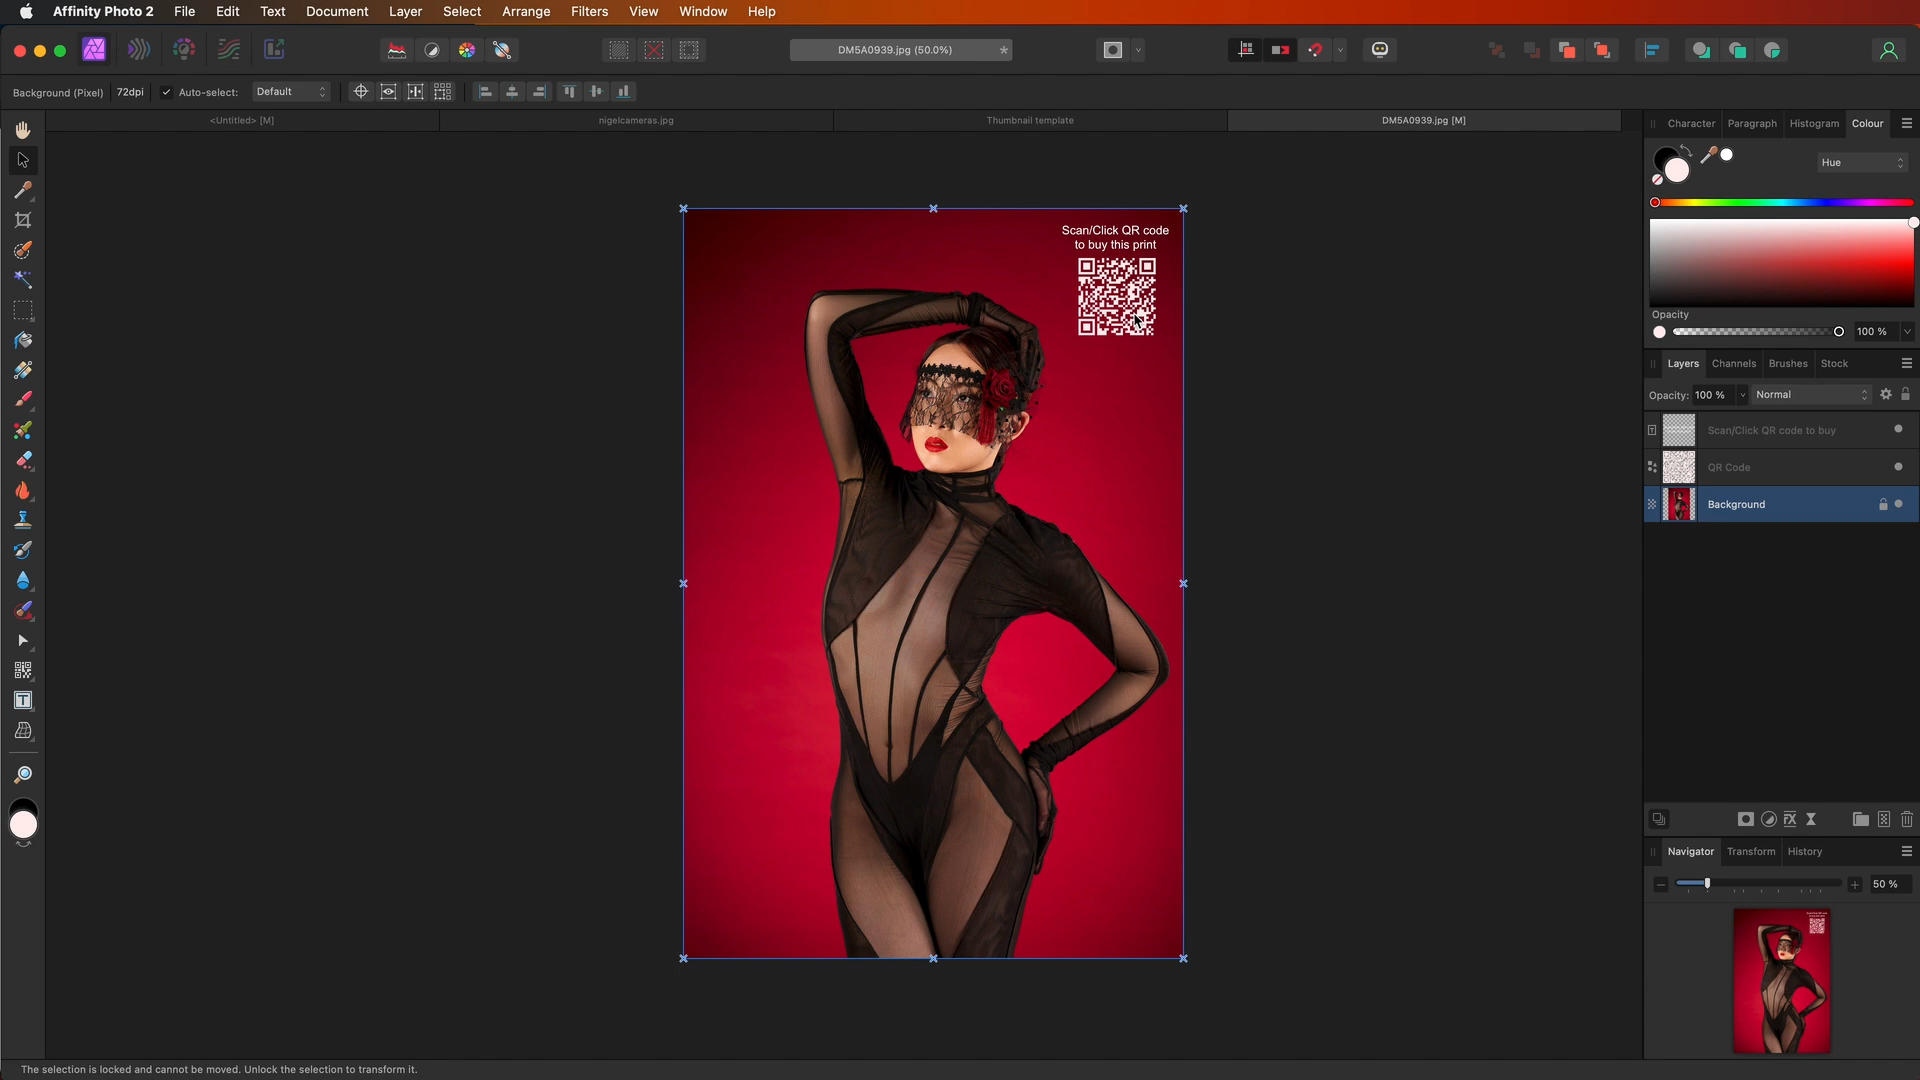 Affinity Photo 2 File Edit Text Document Layer Select Arrange Filters View Window Help
DM5A0939.jpg (50.0%)
Background (Pixel) 72dpi Auto-select: Default
<Untitled> [M] nigelcameras.jpg Thumbnail template DM5A0939.jpg [M]
Character Paragraph Histogram Colour
Hue
Opacity
100 %
Layers Channels Brushes Stock
Opacity: 100 % Normal
Scan/Click QR code to buy
QR Code
Background
Navigator Transform History
50 %
Scan/Click QR code
to buy this print
The selection is locked and cannot be moved. Unlock the selection to transform it.